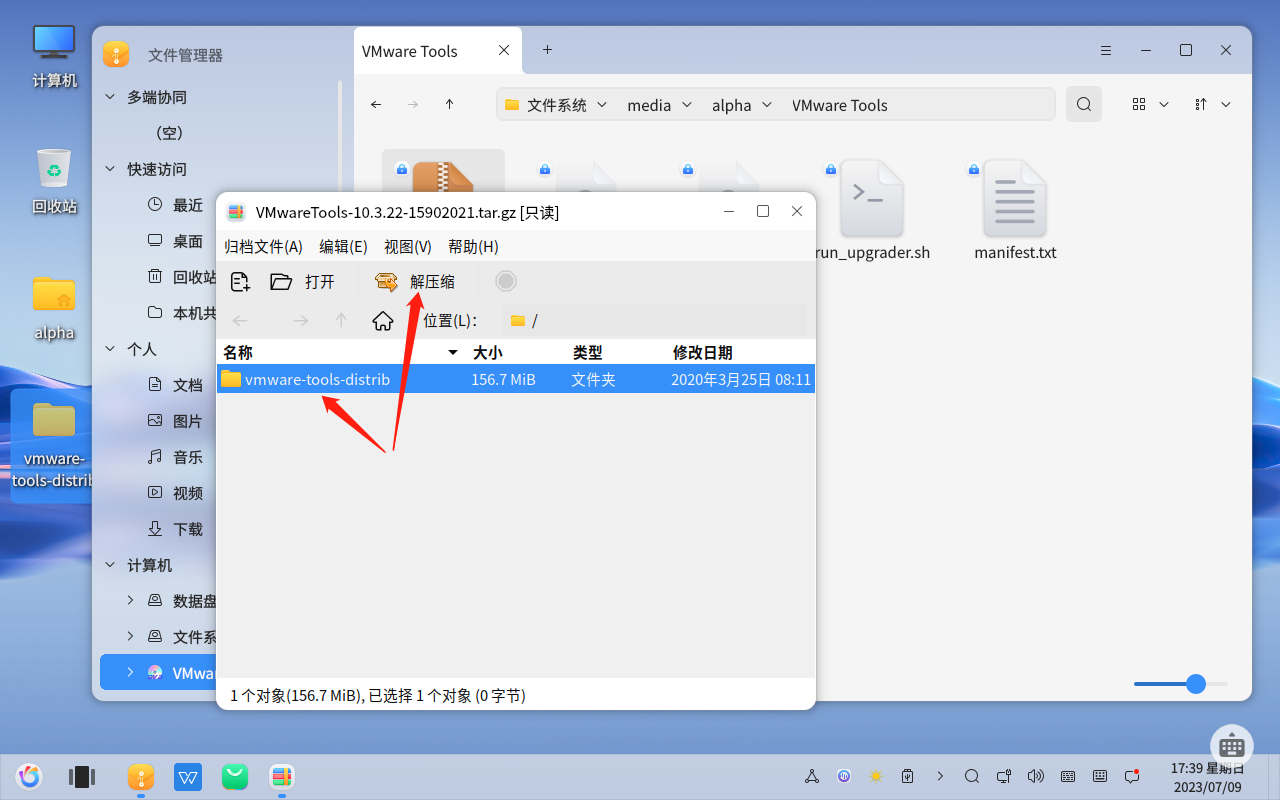 计算机
回收站
alpha
vmware-
tools-distrib
文件管理器
多端协同
（空）
快速访问
最近
桌面
回收站
本机共
个人
文档
图片
音乐
视频
下载
计算机
数据盘
文件系
VMwa
VMware Tools
文件系统 media alpha VMware Tools
run_upgrader.sh
manifest.txt
VMwareTools-10.3.22-15902021.tar.gz [只读]
归档文件(A) 编辑(E) 视图(V) 帮助(H)
打开 解压缩
位置(L)： /
名称 大小 类型 修改日期
vmware-tools-distrib 156.7 MiB 文件夹 2020年3月25日 08:11
1 个对象(156.7 MiB), 已选择 1 个对象 (0 字节)
17:39 星期日
2023/07/09